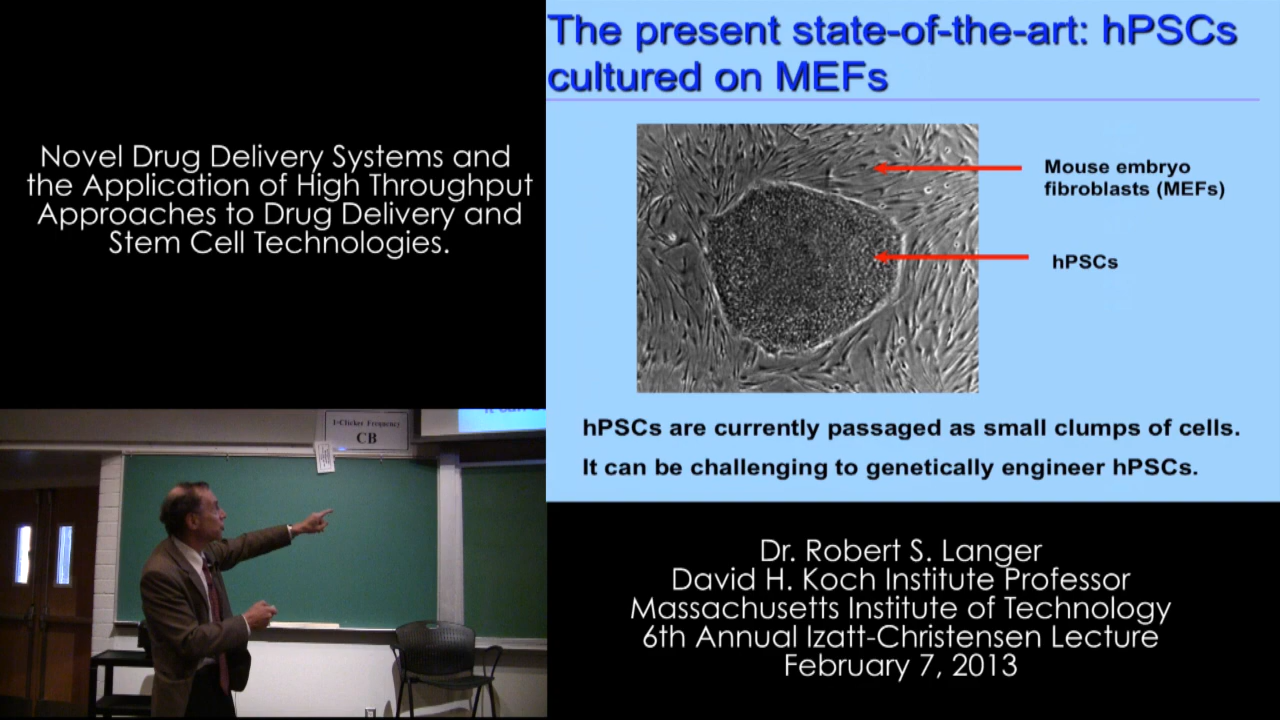 Novel Drug Delivery Systems and
the Application of High Throughput
Approaches to Drug Delivery and
Stem Cell Technologies.
The present state-of-the-art: hPSCs
cultured on MEFs
Mouse embryo
fibroblasts (MEFs)
hPSCs
hPSCs are currently passaged as small clumps of cells.
It can be challenging to genetically engineer hPSCs.
I-Clicker Frequency
CB
Dr. Robert S. Langer
David H. Koch Institute Professor
Massachusetts Institute of Technology
6th Annual Izatt-Christensen Lecture
February 7, 2013